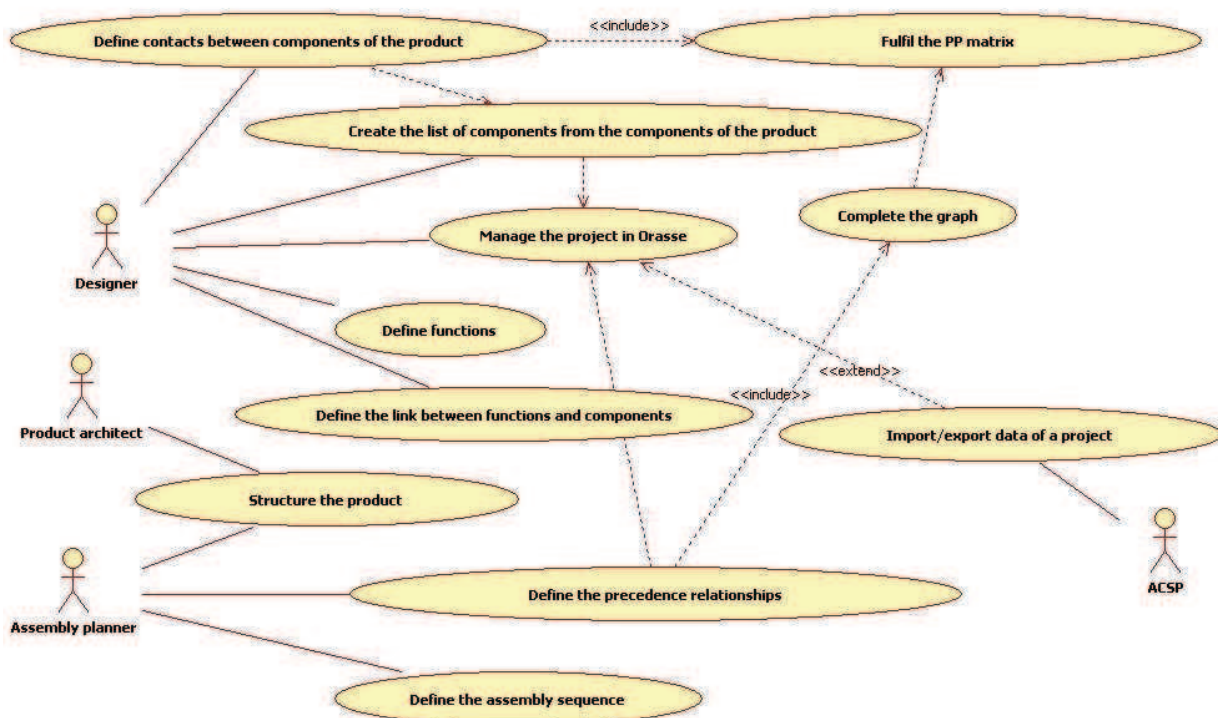 Define contacts between components of the product
<<include>>
Fulfil the PP matrix
Create the list of components from the components of the product
Complete the graph
Manage the project in Orasse
Designer
Define functions
<<extend>>
<<include>>
Define the link between functions and components
Product architect
Import/export data of a project
Structure the product
ACSP
Define the precedence relationships
Assembly planner
Define the assembly sequence